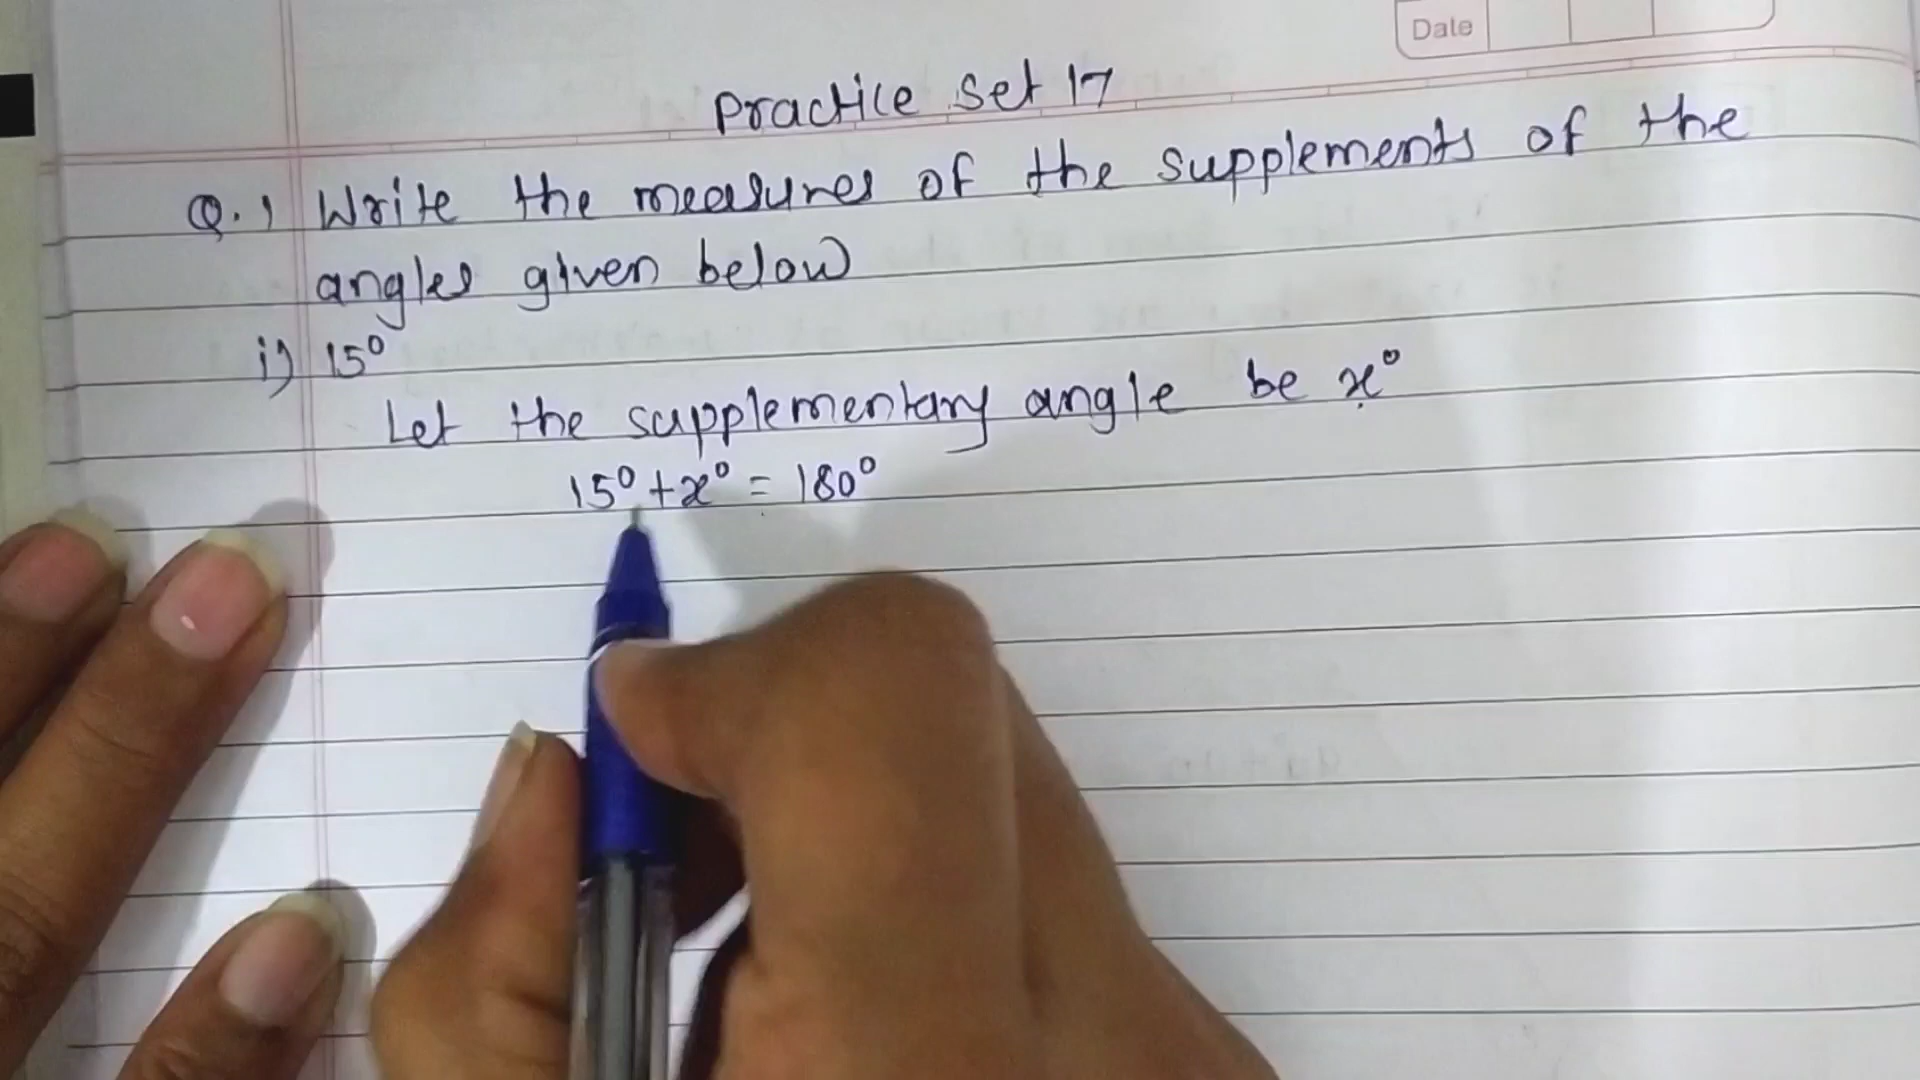 Date
Practice Set 17
Q.1 Write the measures of the supplements of the
angles given below
i) 15°
Let the supplementary angle be x°
15° + x° = 180°